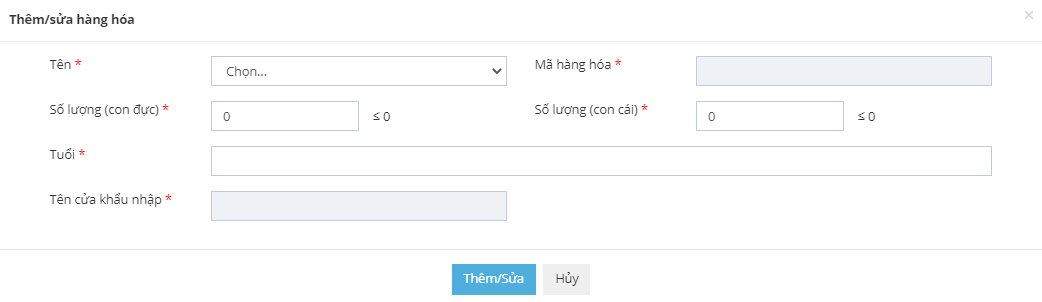 Thêm/sửa hàng hóa ×
Tên * Chọn... Mã hàng hóa *
Số lượng (con đực) * 0 ≤ 0 Số lượng (con cái) * 0 ≤ 0
Tuổi *
Tên cửa khẩu nhập *
Thêm/Sửa Hủy